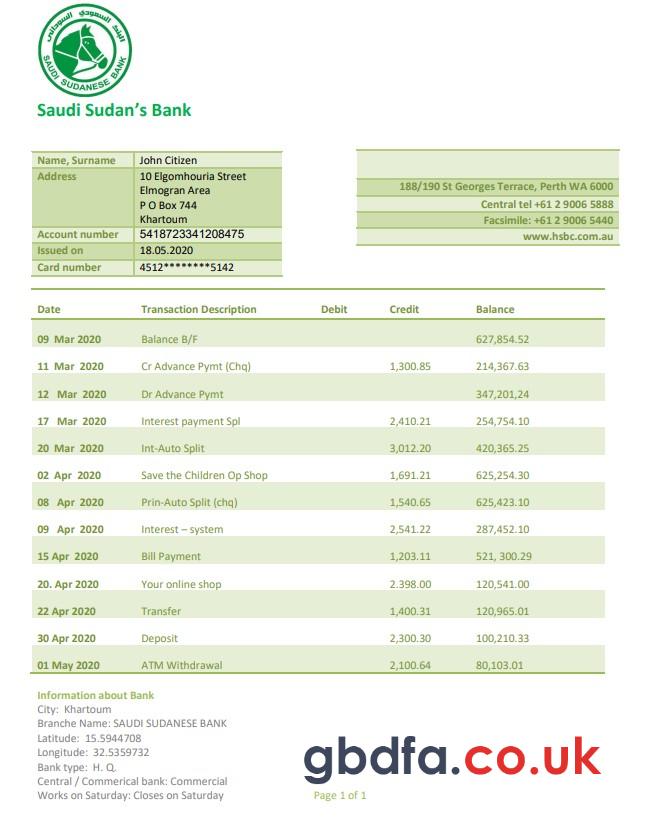 البنك السعودي السوداني
SAUDI SUDANESE BANK
Saudi Sudan’s Bank
Name, Surname John Citizen
Address 10 Elgomhouria Street
Elmogran Area
P O Box 744
Khartoum
Account number 5418723341208475
Issued on 18.05.2020
Card number 4512********5142
188/190 St Georges Terrace, Perth WA 6000
Central tel +61 2 9006 5888
Facsimile: +61 2 9006 5440
www.hsbc.com.au
Date Transaction Description Debit Credit Balance
09 Mar 2020 Balance B/F 627,854.52
11 Mar 2020 Cr Advance Pymt (Chq) 1,300.85 214,367.63
12 Mar 2020 Dr Advance Pymt 347,201,24
17 Mar 2020 Interest payment Spl 2,410.21 254,754.10
20 Mar 2020 Int-Auto Split 3,012.20 420,365.25
02 Apr 2020 Save the Children Op Shop 1,691.21 625,254.30
08 Apr 2020 Prin-Auto Split (chq) 1,540.65 625,423.10
09 Apr 2020 Interest – system 2,541.22 287,452.10
15 Apr 2020 Bill Payment 1,203.11 521, 300.29
20. Apr 2020 Your online shop 2.398.00 120,541.00
22 Apr 2020 Transfer 1,400.31 120,965.01
30 Apr 2020 Deposit 2,300.30 100,210.33
01 May 2020 ATM Withdrawal 2,100.64 80,103.01
Information about Bank
City: Khartoum
Branche Name: SAUDI SUDANESE BANK
Latitude: 15.5944708
Longitude: 32.5359732
Bank type: H. Q.
Central / Commerical bank: Commercial
Works on Saturday: Closes on Saturday
gbdfa.co.uk
Page 1 of 1